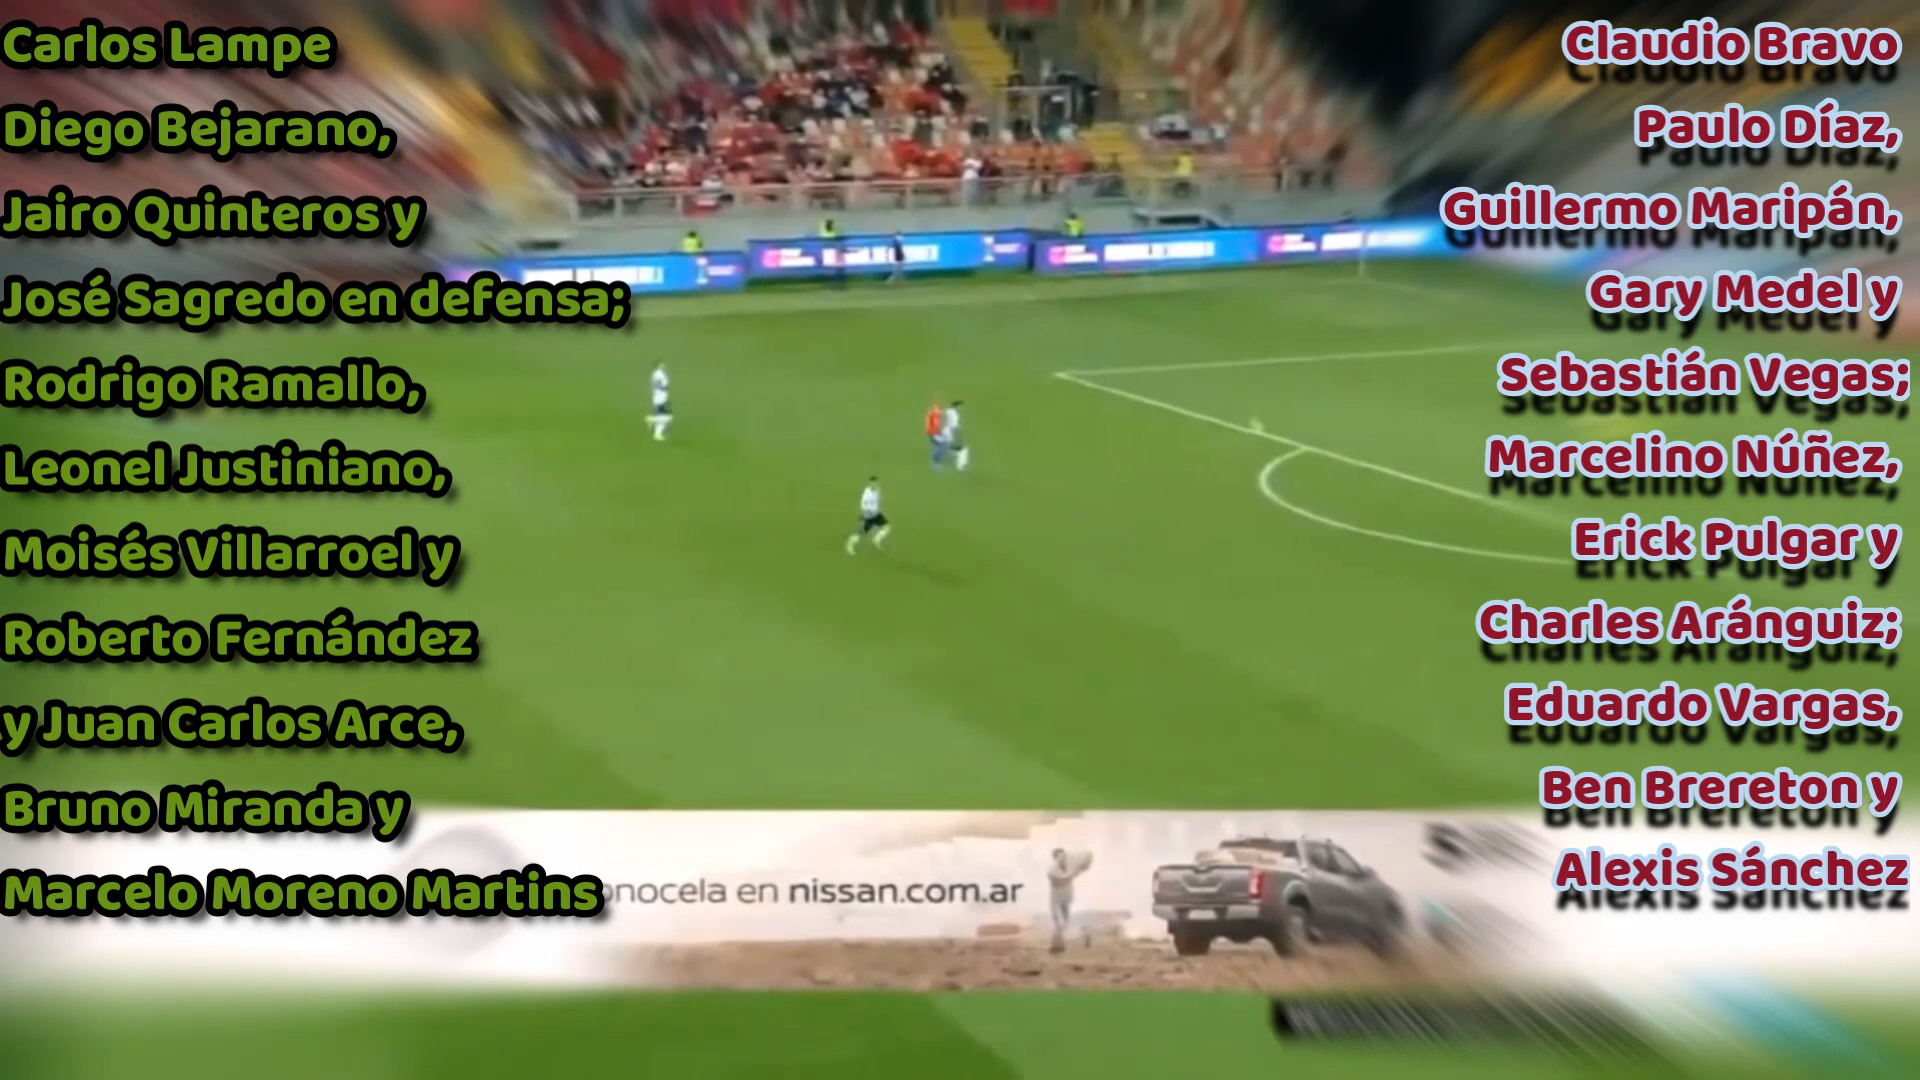 Carlos Lampe
Diego Bejarano,
Jairo Quinteros y
José Sagredo en defensa;
Rodrigo Ramallo,
Leonel Justiniano,
Moisés Villarroel y
Roberto Fernández
y Juan Carlos Arce,
Bruno Miranda y
Marcelo Moreno Martins
Claudio Bravo
Paulo Díaz,
Guillermo Maripán,
Gary Medel y
Sebastián Vegas;
Marcelino Núñez,
Erick Pulgar y
Charles Aránguiz;
Eduardo Vargas,
Ben Brereton y
Alexis Sánchez
onocela en nissan.com.ar